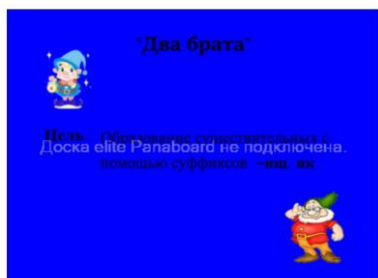 "Два брата"
Цель: Образование существительных с
Доска elite Panaboard не подключена.
помощью суффиксов -ищ, ик